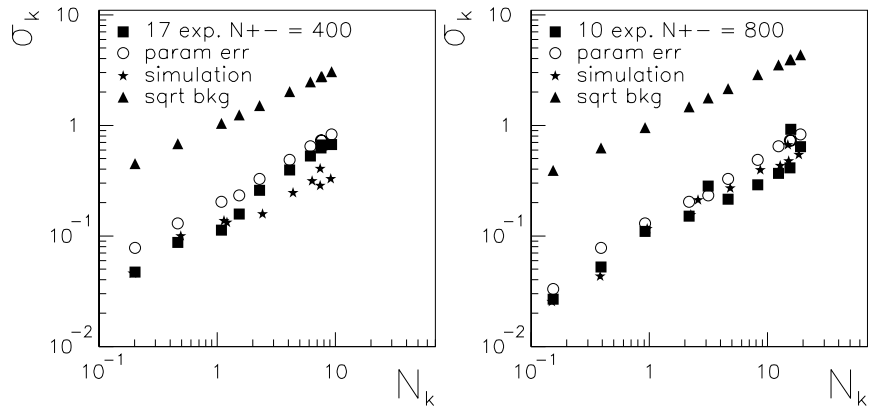 σk
10
1
10-1
10-2
17 exp. N+− = 400
param err
simulation
sqrt bkg
10-1
1
10
Nk
σk
10
1
10-1
10-2
10 exp. N+− = 800
param err
simulation
sqrt bkg
10-1
1
10
Nk